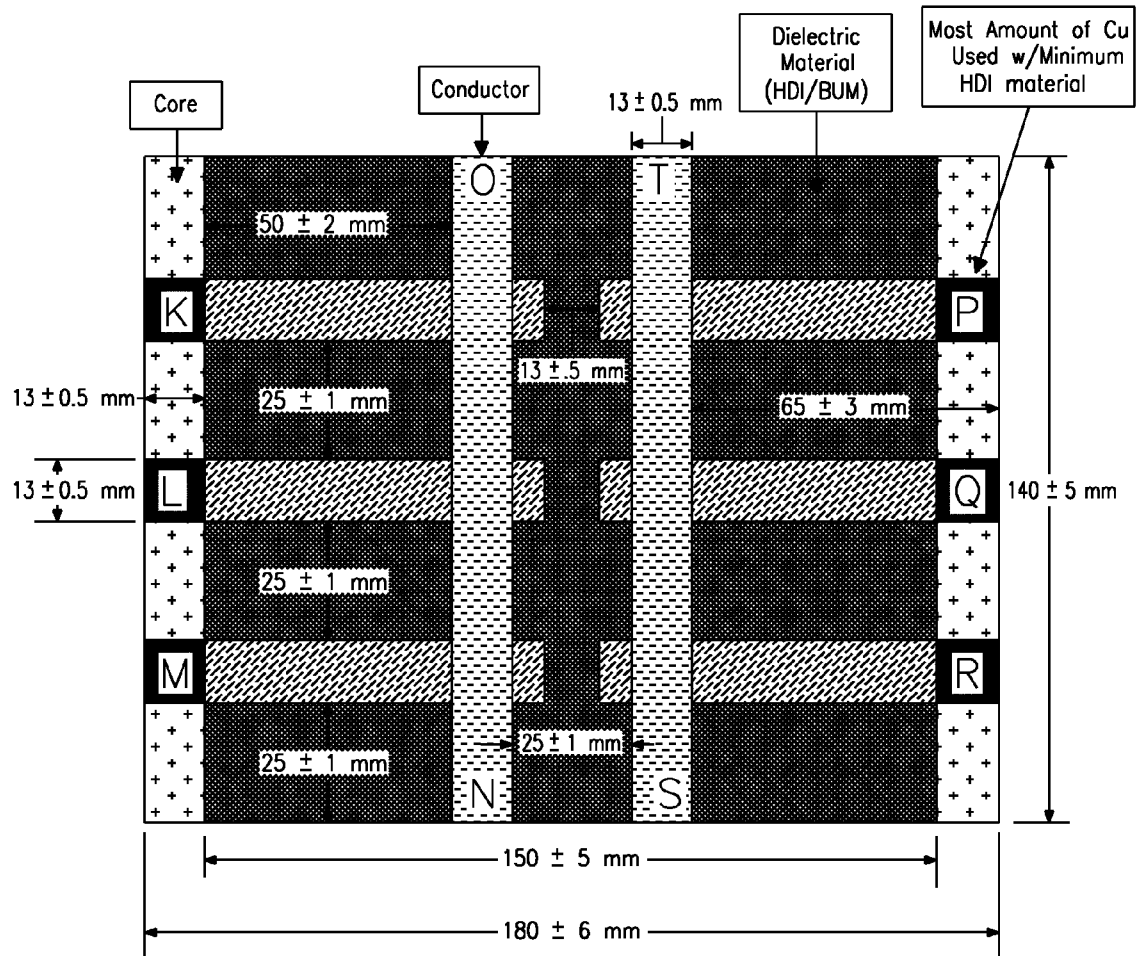 Most Amount of Cu
Used w/Minimum
HDI material
Dielectric
Material
(HDI/BUM)
Core
Conductor
13 ± 0.5 mm
O
T
50 ± 2 mm
K
P
13 ± .5 mm
13 ± 0.5 mm
25 ± 1 mm
65 ± 3 mm
13 ± 0.5 mm
L
Q
140 ± 5 mm
25 ± 1 mm
M
R
25 ± 1 mm
25 ± 1 mm
N
S
150 ± 5 mm
180 ± 6 mm